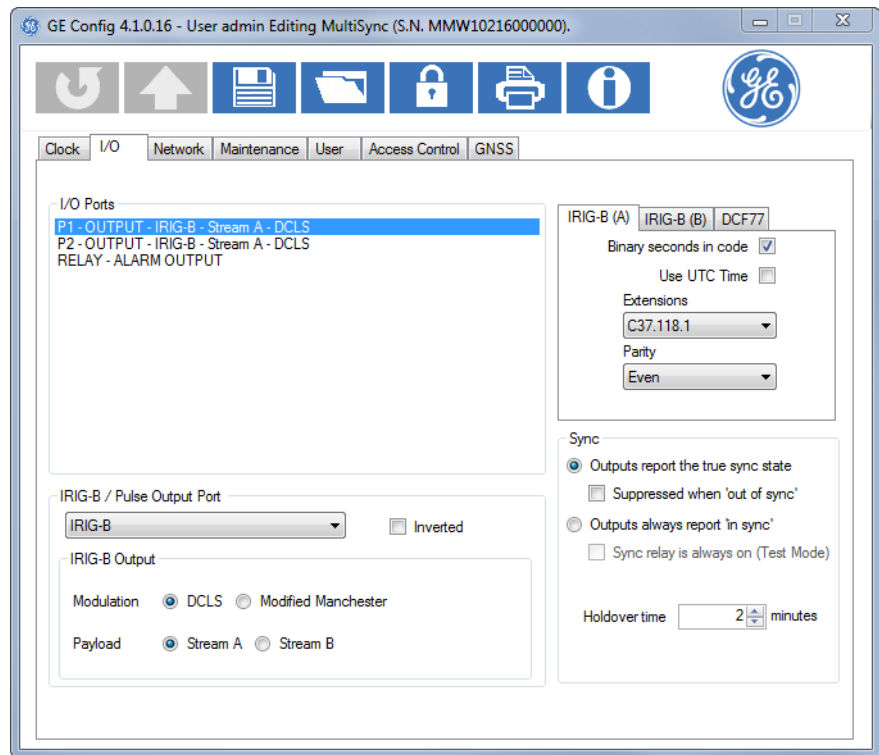 GE Config 4.1.0.16 - User admin Editing MultiSync (S.N. MMW10216000000).
Clock I/O Network Maintenance User Access Control GNSS
I/O Ports
P1 - OUTPUT - IRIG-B - Stream A - DCLS
P2 - OUTPUT - IRIG-B - Stream A - DCLS
RELAY - ALARM OUTPUT
IRIG-B (A) IRIG-B (B) DCF77
Binary seconds in code
Use UTC Time
Extensions
C37.118.1
Parity
Even
IRIG-B / Pulse Output Port
IRIG-B
Inverted
IRIG-B Output
Modulation DCLS Modified Manchester
Payload Stream A Stream B
Sync
Outputs report the true sync state
Suppressed when 'out of sync'
Outputs always report 'in sync'
Sync relay is always on (Test Mode)
Holdover time 2 minutes